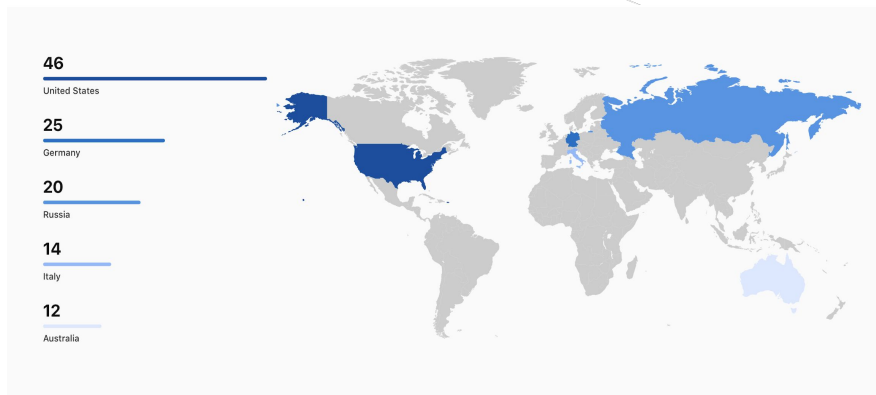 46
United States
25
Germany
20
Russia
14
Italy
12
Australia